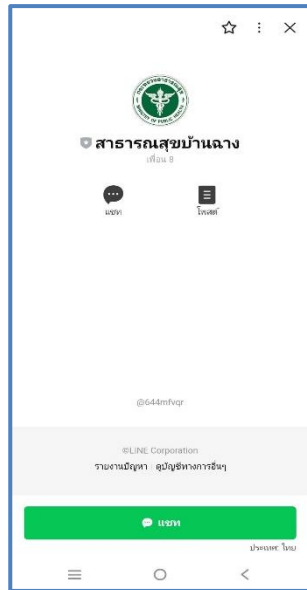 สาธารณสุขบ้านฉาง
เพื่อน 8
แชท โพสต์
@644mfvqr
©LINE Corporation
รายงานปัญหา ดูบัญชีทางการอื่นๆ
แชท
ประเทศ: ไทย